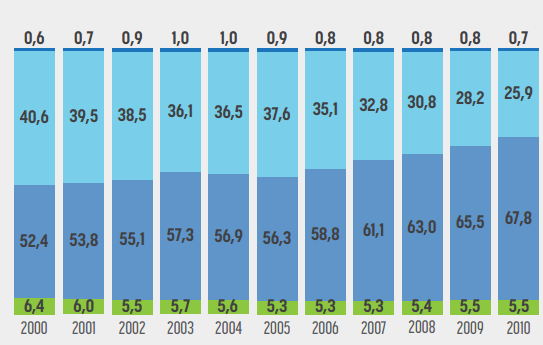 0,6 0,7 0,9 1,0 1,0 0,9 0,8 0,8 0,8 0,8 0,7
40,6 39,5 38,5 36,1 36,5 37,6 35,1 32,8 30,8 28,2 25,9
52,4 53,8 55,1 57,3 56,9 56,3 58,8 61,1 63,0 65,5 67,8
6,4 6,0 5,5 5,7 5,6 5,3 5,3 5,3 5,4 5,5 5,5
2000 2001 2002 2003 2004 2005 2006 2007 2008 2009 2010